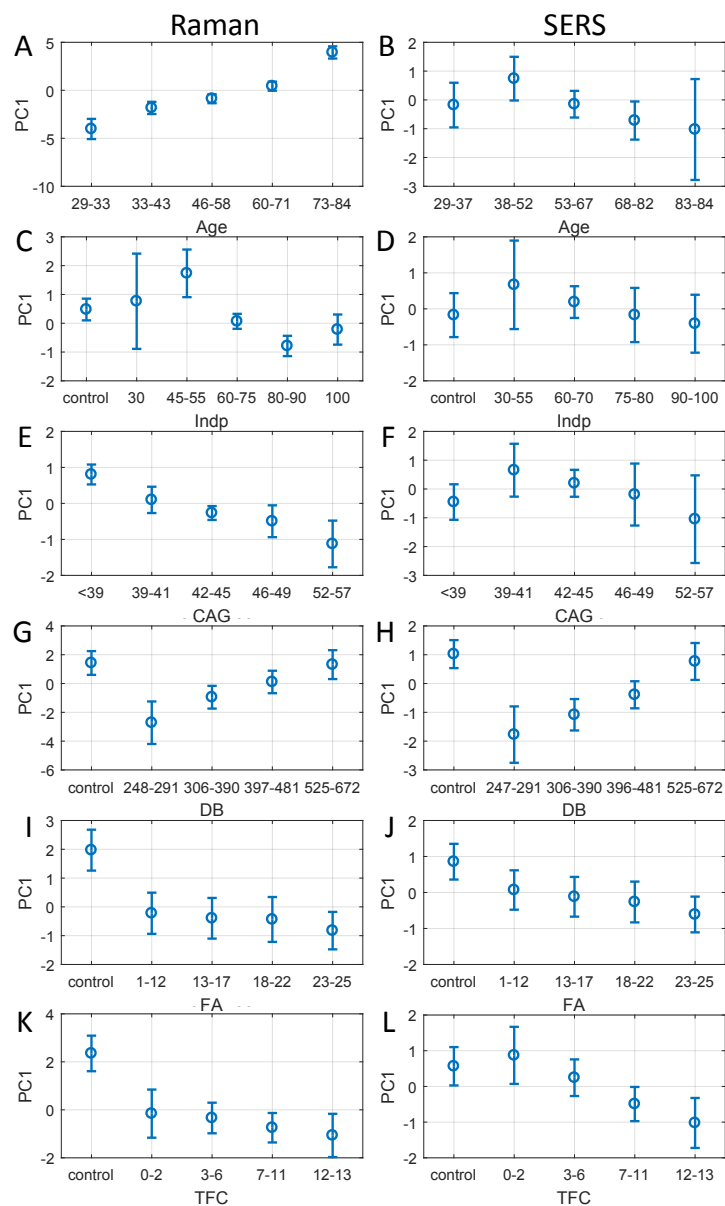 Raman SERS
A B
5 2
0 1
-5 0
-10 -1
-2
-3
PC1 PC1
29-33 33-43 46-58 60-71 73-84 29-37 38-52 53-67 68-82 83-84
Age Age
C D
3 2
2 1
1 0
0 -1
-1 -2
-2
PC1 PC1
control 30 45-55 60-75 80-90 100 control 30-55 60-70 75-80 90-100
Indp Indp
E F
2 2
1 1
0 0
-1 -1
-2 -2
-3
PC1 PC1
<39 39-41 42-45 46-49 52-57 <39 39-41 42-45 46-49 52-57
CAG CAG
G H
4 2
2 1
0 0
-2 -1
-4 -2
-6 -3
PC1 PC1
control 248-291 306-390 397-481 525-672 control 247-291 306-390 396-481 525-672
DB DB
I J
3 2
2 1
1 0
0 -1
-1 -2
-2
PC1 PC1
control 1-12 13-17 18-22 23-25 control 1-12 13-17 18-22 23-25
FA FA
K L
4 2
2 1
0 0
-2 -1
-2
PC1 PC1
control 0-2 3-6 7-11 12-13 control 0-2 3-6 7-11 12-13
TFC TFC